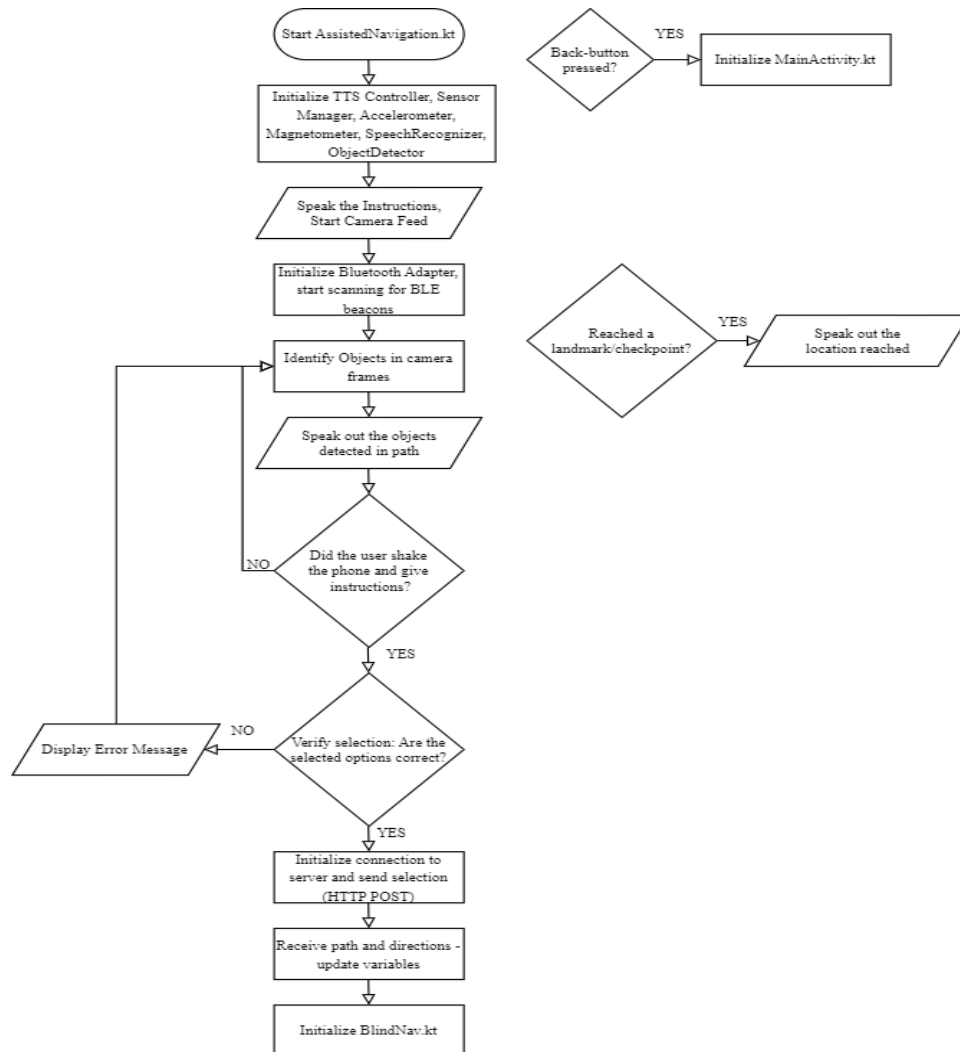 Start AssistedNavigation.kt
Initialize TTS Controller, Sensor
Manager, Accelerometer,
Magnetometer, SpeechRecognizer,
ObjectDetector
Speak the Instructions,
Start Camera Feed
Initialize Bluetooth Adapter,
start scanning for BLE
beacons
Identify Objects in camera
frames
Speak out the objects
detected in path
Did the user shake
the phone and give
instructions?
NO
YES
Verify selection: Are the
selected options correct?
NO
Display Error Message
YES
Initialize connection to
server and send selection
(HTTP POST)
Receive path and directions -
update variables
Initialize BlindNav.kt
Back-button
pressed?
YES
Initialize MainActivity.kt
Reached a
landmark/checkpoint?
YES
Speak out the
location reached